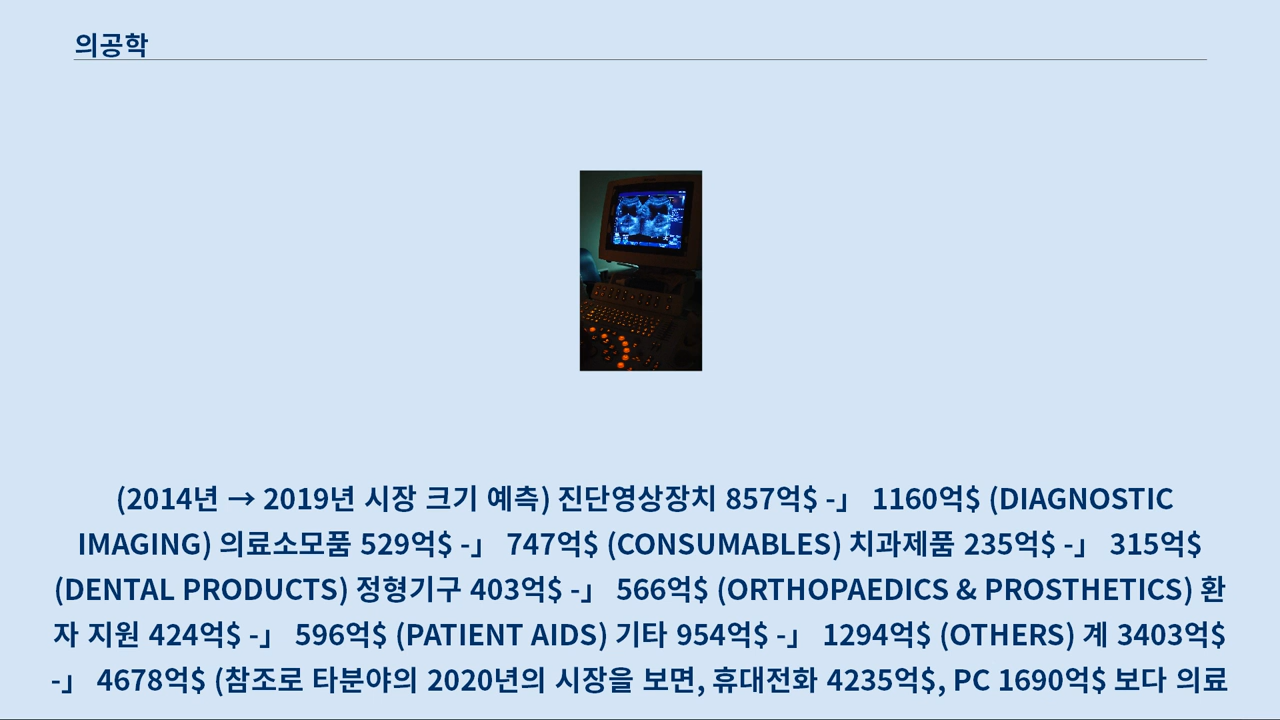 의공학
(2014년 → 2019년 시장 크기 예측) 진단영상장치 857억$ -」 1160억$ (DIAGNOSTIC
IMAGING) 의료소모품 529억$ -」 747억$ (CONSUMABLES) 치과제품 235억$ -」 315억$
(DENTAL PRODUCTS) 정형기구 403억$ -」 566억$ (ORTHOPAEDICS & PROSTHETICS) 환
자 지원 424억$ -」 596억$ (PATIENT AIDS) 기타 954억$ -」 1294억$ (OTHERS) 계 3403억$
-」 4678억$ (참조로 타분야의 2020년의 시장을 보면, 휴대전화 4235억$, PC 1690억$ 보다 의료